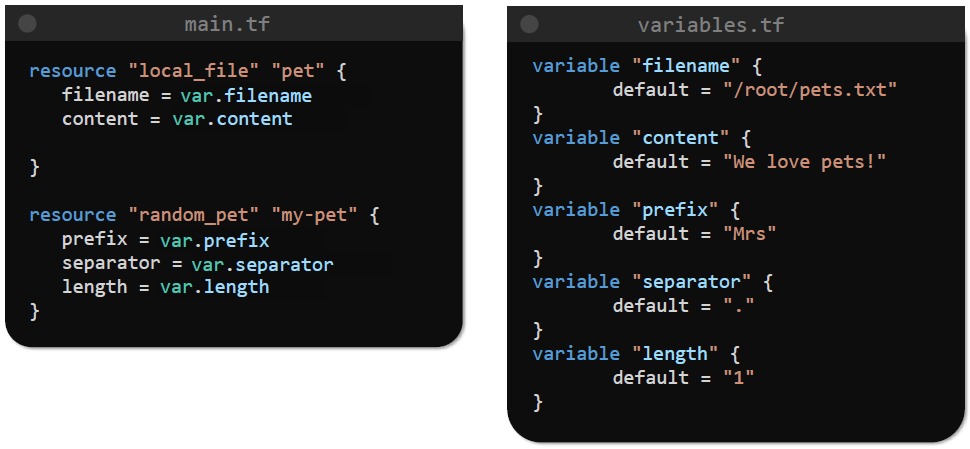 main.tf
resource "local_file" "pet" {
filename = var.filename
content = var.content
}
resource "random_pet" "my-pet" {
prefix = var.prefix
separator = var.separator
length = var.length
}
variables.tf
variable "filename" {
default = "/root/pets.txt"
}
variable "content" {
default = "We love pets!"
}
variable "prefix" {
default = "Mrs"
}
variable "separator" {
default = "."
}
variable "length" {
default = "1"
}